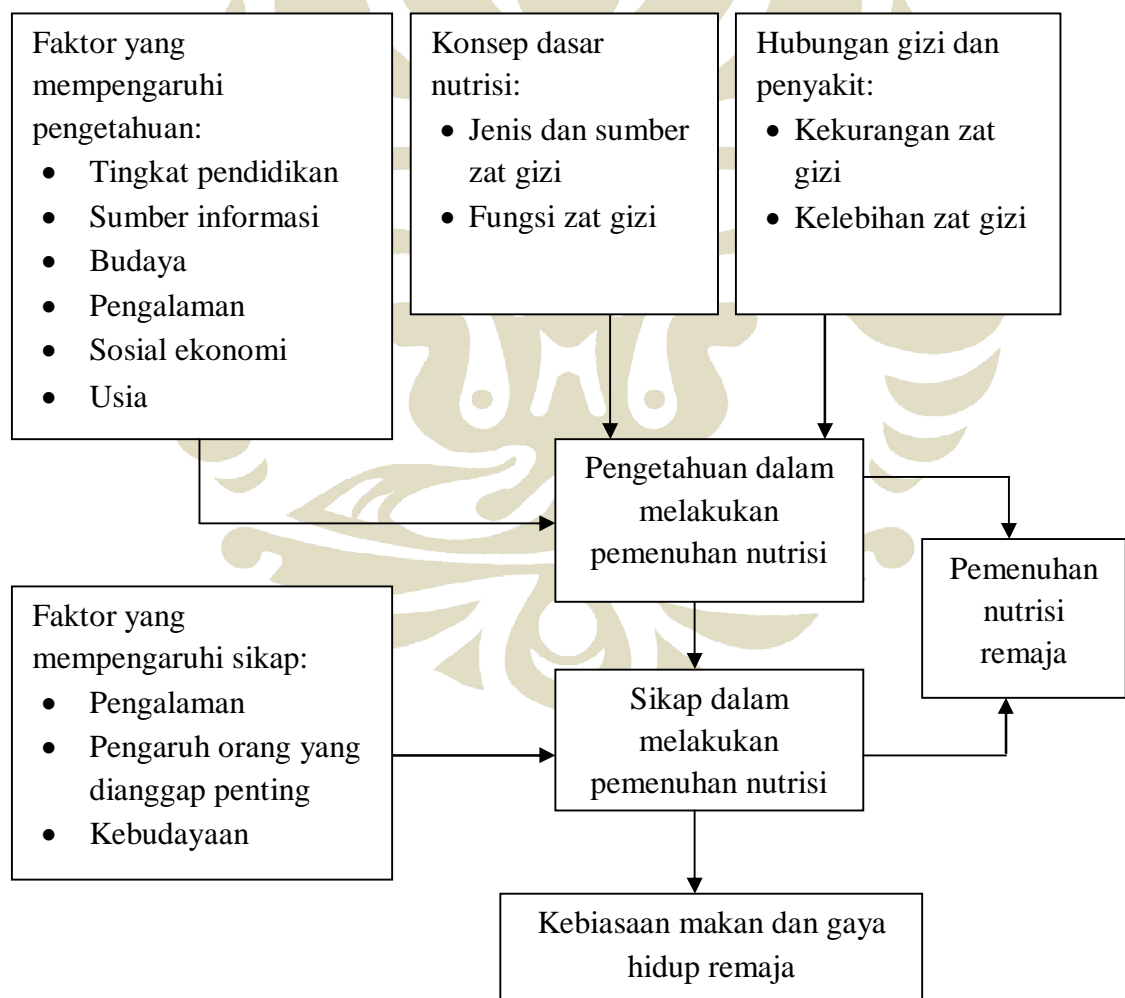 Faktor yang
mempengaruhi
pengetahuan:
• Tingkat pendidikan
• Sumber informasi
• Budaya
• Pengalaman
• Sosial ekonomi
• Usia
Konsep dasar
nutrisi:
• Jenis dan sumber
zat gizi
• Fungsi zat gizi
Hubungan gizi dan
penyakit:
• Kekurangan zat
gizi
• Kelebihan zat gizi
Pengetahuan dalam
melakukan
pemenuhan nutrisi
Pemenuhan
nutrisi
remaja
Faktor yang
mempengaruhi sikap:
• Pengalaman
• Pengaruh orang yang
dianggap penting
• Kebudayaan
Sikap dalam
melakukan
pemenuhan nutrisi
Kebiasaan makan dan gaya
hidup remaja